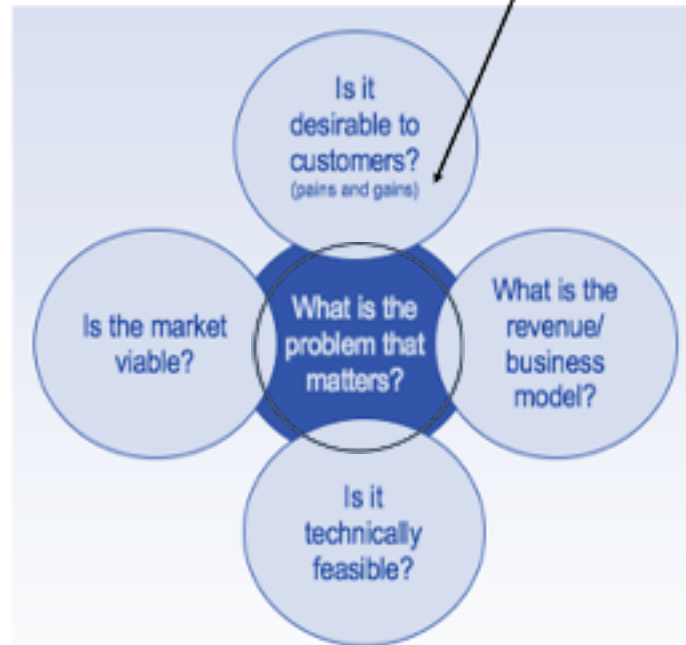 Is it
desirable to
customers?
(pains and gains)
Is the market
viable?
What is the
problem that
matters?
What is the
revenue/
business
model?
Is it
technically
feasible?